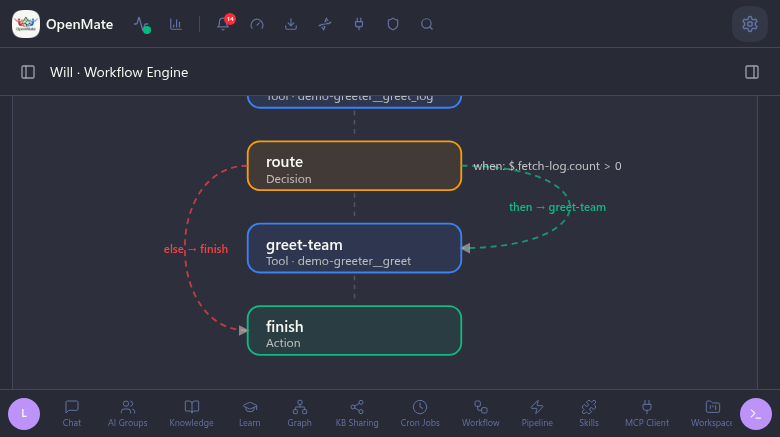 OpenMate
OpenMate
14
Will · Workflow Engine
Tool · demo-greeter__greet_log
route
Decision
when: $.fetch-log.count > 0
then → greet-team
greet-team
Tool · demo-greeter__greet
else → finish
finish
Action
L
Chat
AI Groups
Knowledge
Learn
Graph
KB Sharing
Cron Jobs
Workflow
Pipeline
Skills
MCP Client
Workspace